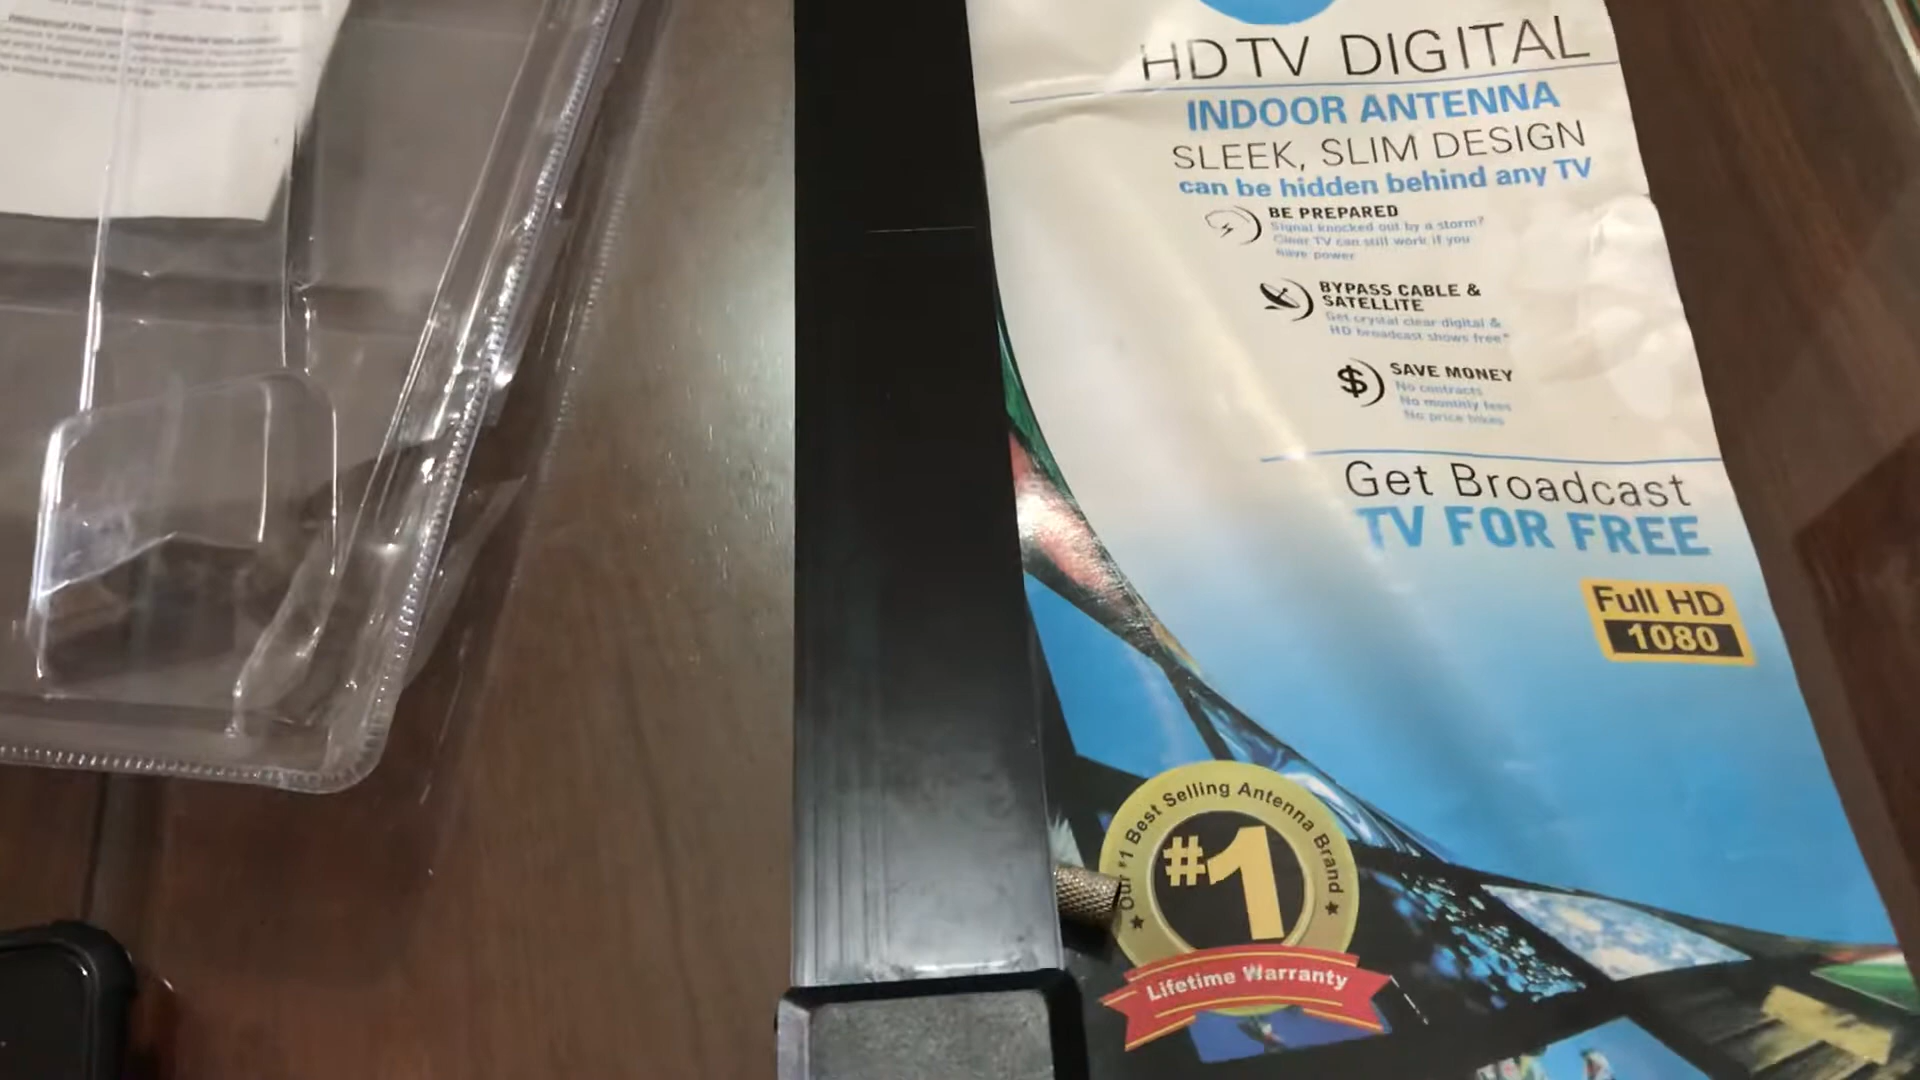 HDTV DIGITAL
INDOOR ANTENNA
SLEEK, SLIM DESIGN
can be hidden behind any TV
BE PREPARED
Signal knocked out by a storm?
Clear TV can still work if you
have power
BYPASS CABLE &
SATELLITE
Get crystal clear digital &
HD broadcast shows free*
SAVE MONEY
No contracts
No monthly fees
No price hikes
Get Broadcast
TV FOR FREE
Full HD
1080
Our #1 Best Selling Antenna Brand
#1
Lifetime Warranty